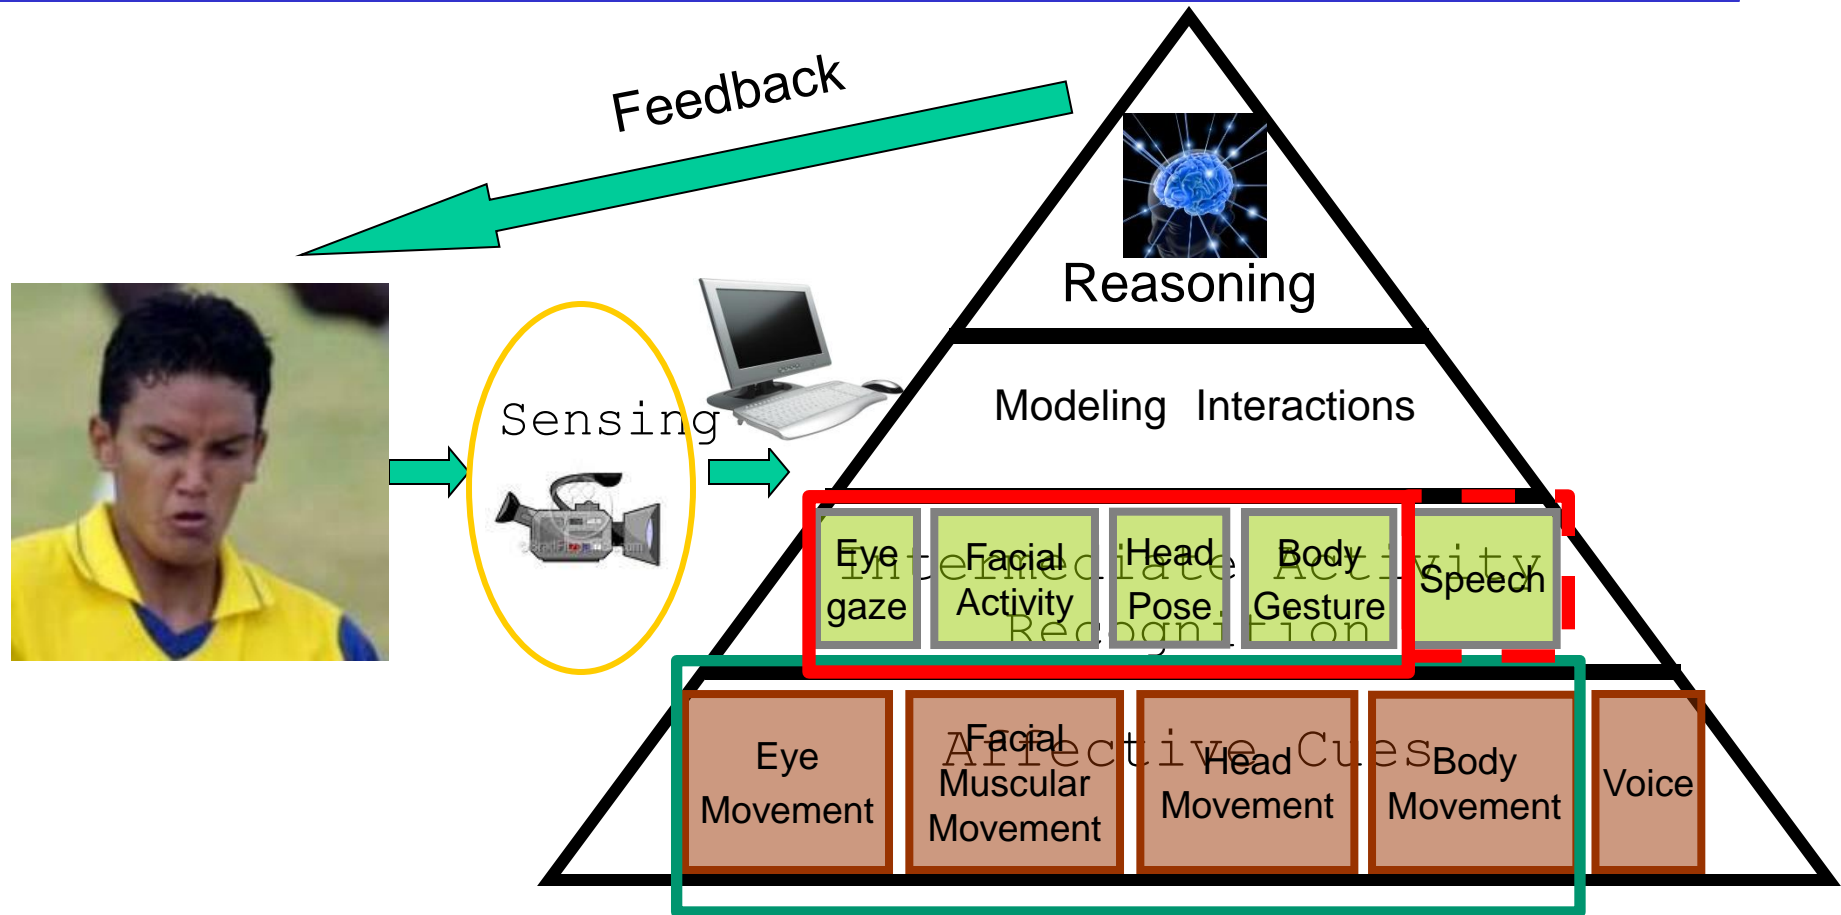 Feedback
Reasoning
Modeling Interactions
Sensing
Intermediate Activity
Recognition
Eye
gaze
Facial
Activity
Head
Pose
Body
Gesture
Speech
Affective Cues
Eye
Movement
Facial
Muscular
Movement
Head
Movement
Body
Movement
Voice